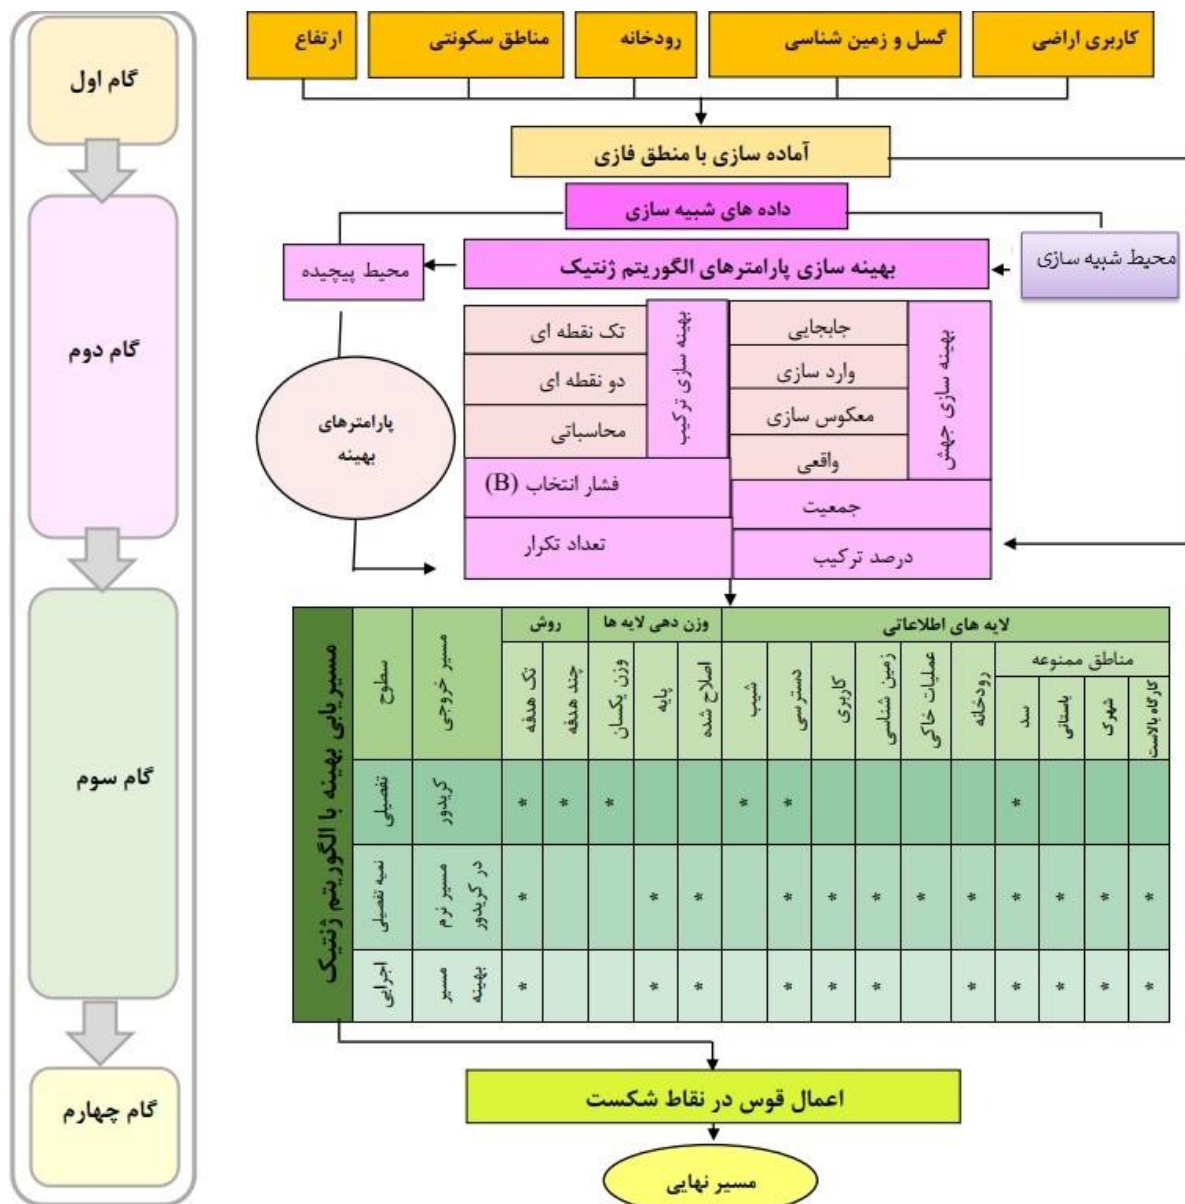 گام اول
گام دوم
گام سوم
گام چهارم
کاربری اراضی
گسل و زمین شناسی
رودخانه
مناطق سکونتی
ارتفاع
آماده سازی با منطق فازی
داده های شبیه سازی
محیط شبیه سازی
بهینه سازی پارامترهای الگوریتم ژنتیک
محیط پیچیده
بهینه سازی جهش
جابجایی
وارد سازی
معکوس سازی
واقعی
بهینه سازی ترکیب
تک نقطه ای
دو نقطه ای
محاسباتی
جمعیت
فشار انتخاب (B)
درصد ترکیب
تعداد تکرار
پارامترهای
بهینه
لایه های اطلاعاتی
وزن دهی لایه ها
روش
مسیر خروجی
سطوح
مسیریابی بهینه با الگوریتم ژنتیک
مناطق ممنوعه
کارگاه بالاست
شهرک
باستانی
سد
رودخانه
عملیات خاکی
زمین شناسی
کاربری
دسترسی
شیب
اصلاح شده
پایه
وزن یکسان
چند هدفه
تک هدفه
* * * * * *
کریدور
تفصیلی
* * * * * * * * * * * *
مسیر نرم
در کریدور
نمیه تفصیلی
* * * * * * * * * * *
مسیر
بهینه
اجرایی
اعمال قوس در نقاط شکست
مسیر نهایی